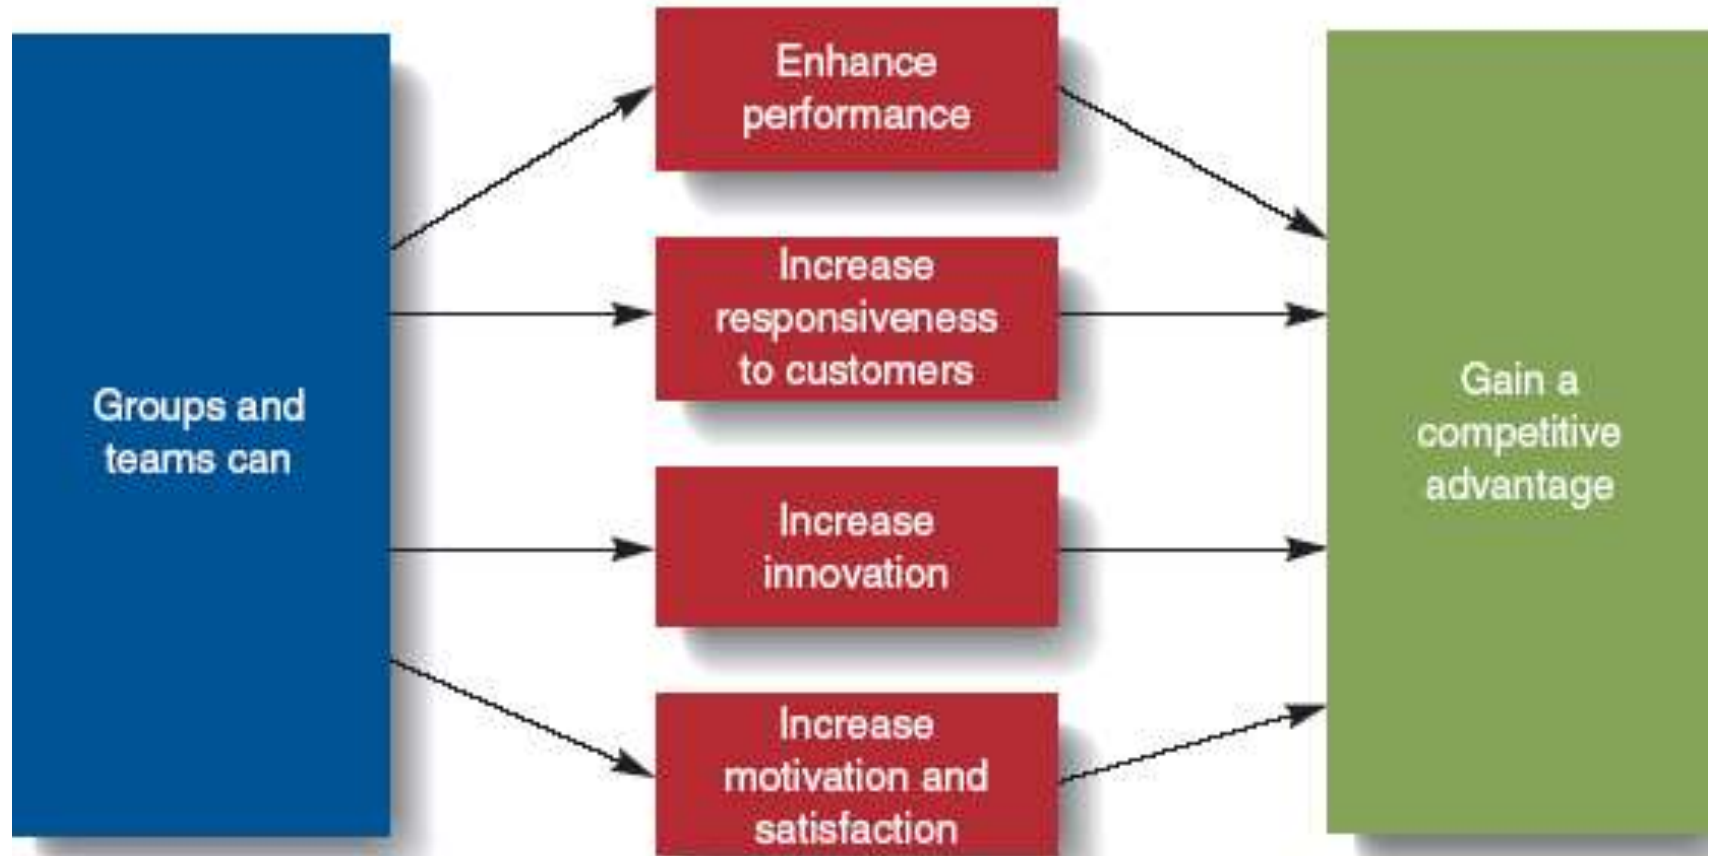 Groups and
teams can
Enhance
performance
Increase
responsiveness
to customers
Increase
innovation
Increase
motivation and
satisfaction
Gain a
competitive
advantage